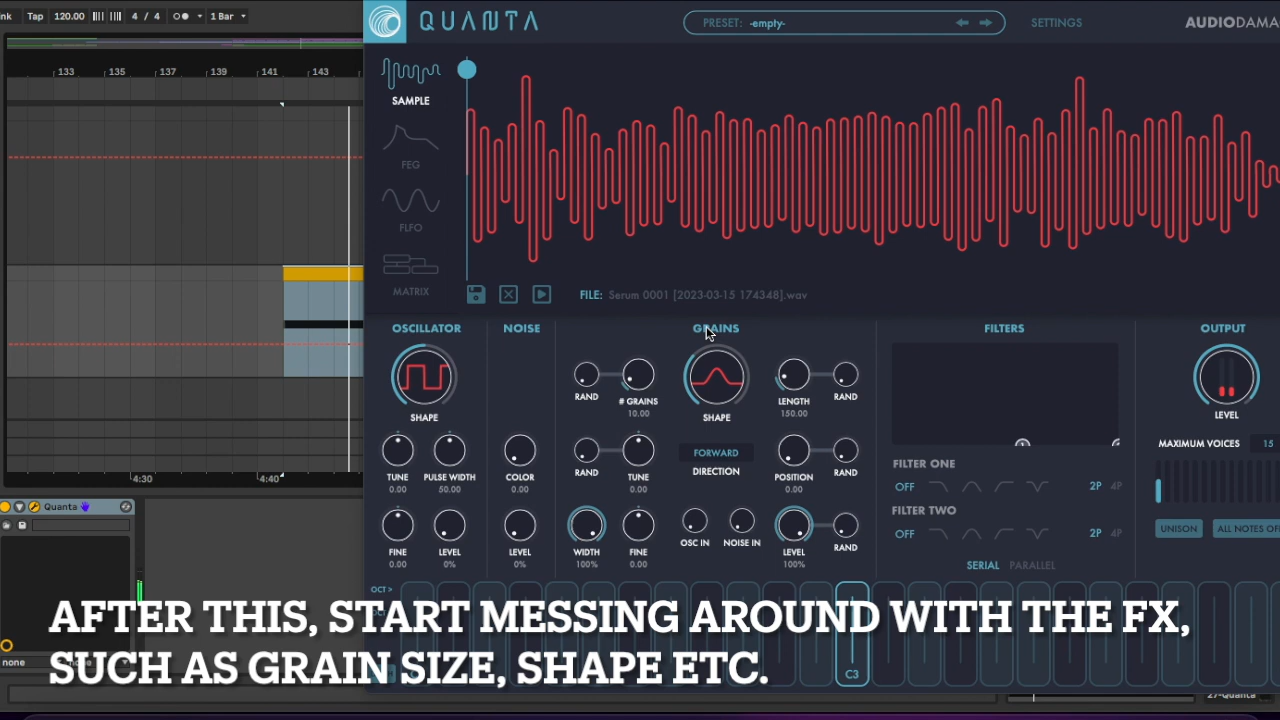 nk Tap 120.00 4 / 4 1 Bar
QUANTA PRESET: -empty- SETTINGS AUDIODAMA
133 135 137 139 141 143
SAMPLE
FEG
FLFO
MATRIX
FILE: Serum 0001 [2023-03-15 174348].wav
OSCILLATOR NOISE GRAINS FILTERS OUTPUT
RAND # GRAINS LENGTH RAND
10.00 150.00
SHAPE SHAPE LEVEL
MAXIMUM VOICES 15
FORWARD
FILTER ONE
RAND DIRECTION RAND
TUNE PULSE WIDTH COLOR TUNE POSITION
0.00 50.00 0.00 0.00 0.00
OFF 2P 4P
4:30 4:40
FILTER TWO
Quanta
UNISON ALL NOTES OFF
OFF 2P 4P
OSC IN NOISE IN RAND
FINE LEVEL LEVEL WIDTH FINE LEVEL
0.00 0% 0% 100% 0.00 100%
SERIAL PARALLEL
OCT >
AFTER THIS, START MESSING AROUND WITH THE FX,
SUCH AS GRAIN SIZE, SHAPE ETC.
none
C3
27-Quanta